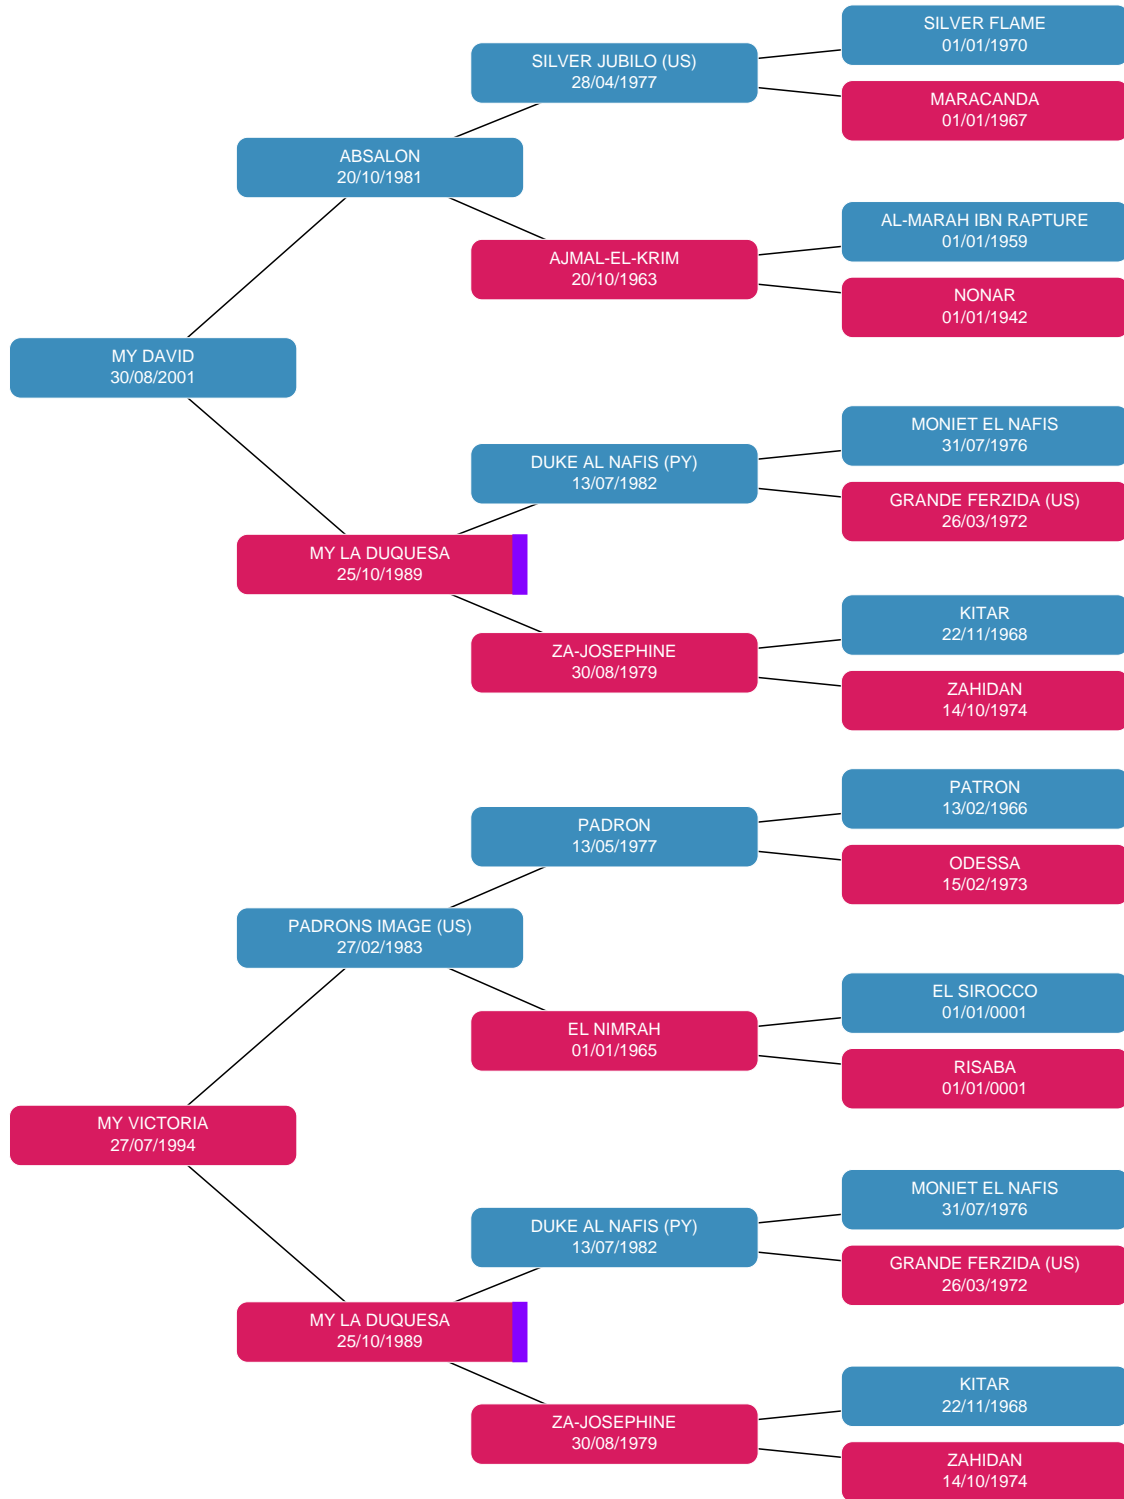 SILVER FLAME
01/01/1970
SILVER JUBILO (US)
28/04/1977
MARACANDA
01/01/1967
ABSALON
20/10/1981
AL-MARAH IBN RAPTURE
01/01/1959
AJMAL-EL-KRIM
20/10/1963
NONAR
01/01/1942
MY DAVID
30/08/2001
MONIET EL NAFIS
31/07/1976
DUKE AL NAFIS (PY)
13/07/1982
GRANDE FERZIDA (US)
26/03/1972
MY LA DUQUESA
25/10/1989
KITAR
22/11/1968
ZA-JOSEPHINE
30/08/1979
ZAHIDAN
14/10/1974
PATRON
13/02/1966
PADRON
13/05/1977
ODESSA
15/02/1973
PADRONS IMAGE (US)
27/02/1983
EL SIROCCO
01/01/0001
EL NIMRAH
01/01/1965
RISABA
01/01/0001
MY VICTORIA
27/07/1994
MONIET EL NAFIS
31/07/1976
DUKE AL NAFIS (PY)
13/07/1982
GRANDE FERZIDA (US)
26/03/1972
MY LA DUQUESA
25/10/1989
KITAR
22/11/1968
ZA-JOSEPHINE
30/08/1979
ZAHIDAN
14/10/1974